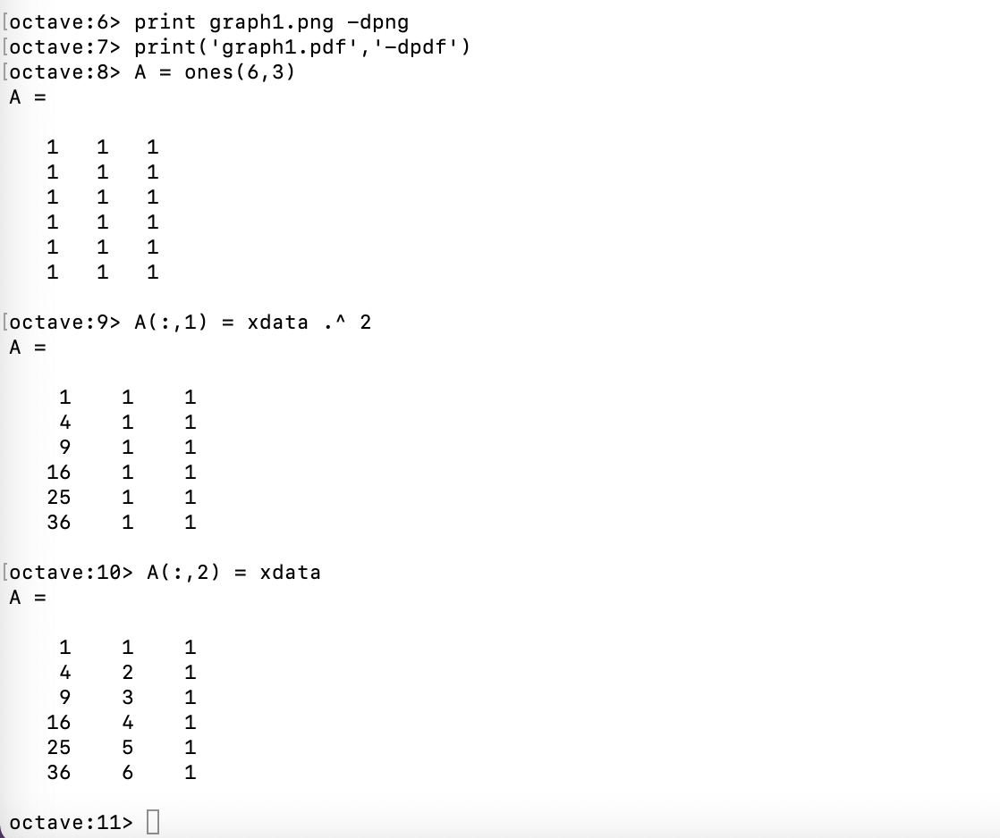 [octave:6> print graph1.png -dpng
[octave:7> print('graph1.pdf','-dpdf')
[octave:8> A = ones(6,3)
A =
1 1 1
1 1 1
1 1 1
1 1 1
1 1 1
1 1 1
[octave:9> A(:,1) = xdata .^ 2
A =
1 1 1
4 1 1
9 1 1
16 1 1
25 1 1
36 1 1
[octave:10> A(:,2) = xdata
A =
1 1 1
4 2 1
9 3 1
16 4 1
25 5 1
36 6 1
octave:11>